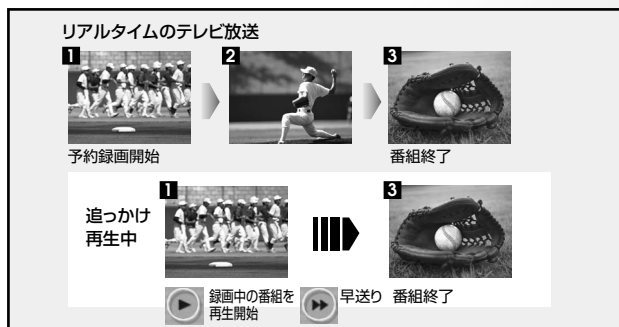 リアルタイムのテレビ放送
1 2 3
予約録画開始 番組終了
1 3
追っかけ
再生中
録画中の番組を
再生開始
早送り 番組終了